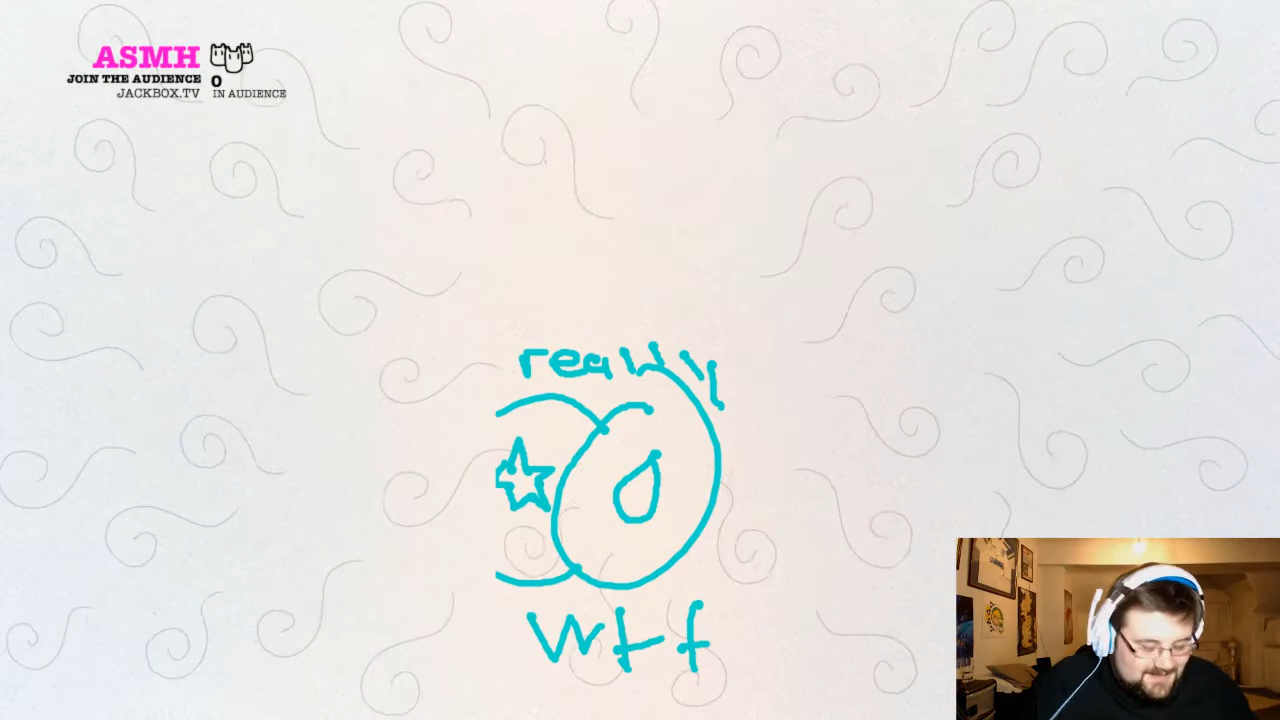 ASMH
JOIN THE AUDIENCE
JACKBOX.TV
0
IN AUDIENCE
really
wtf